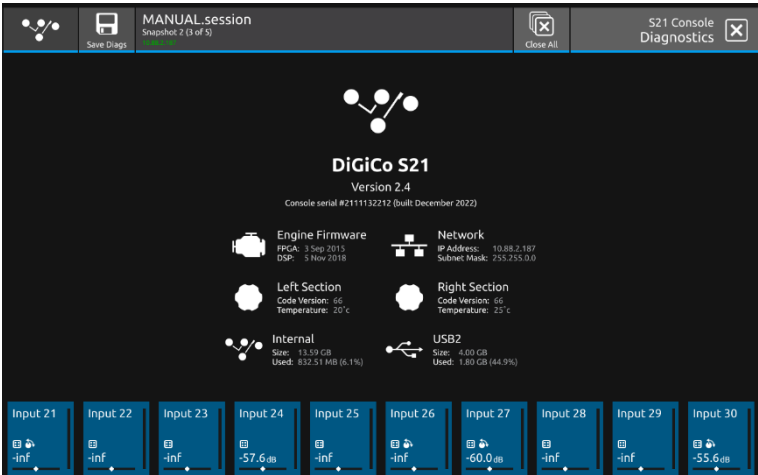 MANUAL.session
Snapshot 2 (3 of 5)
10.88.2.187
Save Diags
Close All
S21 Console
Diagnostics
DiGiCo S21
Version 2.4
Console serial #2111132212 (built December 2022)
Engine Firmware
FPGA: 3 Sep 2015
DSP: 5 Nov 2018
Network
IP Address: 10.88.2.187
Subnet Mask: 255.255.0.0
Left Section
Code Version: 66
Temperature: 20°c
Right Section
Code Version: 66
Temperature: 25°c
Internal
Size: 13.59 GB
Used: 832.51 MB (6.1%)
USB2
Size: 4.00 GB
Used: 1.80 GB (44.9%)
Input 21
-inf
Input 22
-inf
Input 23
-inf
Input 24
-57.6dB
Input 25
-inf
Input 26
-inf
Input 27
-60.0dB
Input 28
-inf
Input 29
-inf
Input 30
-55.6dB